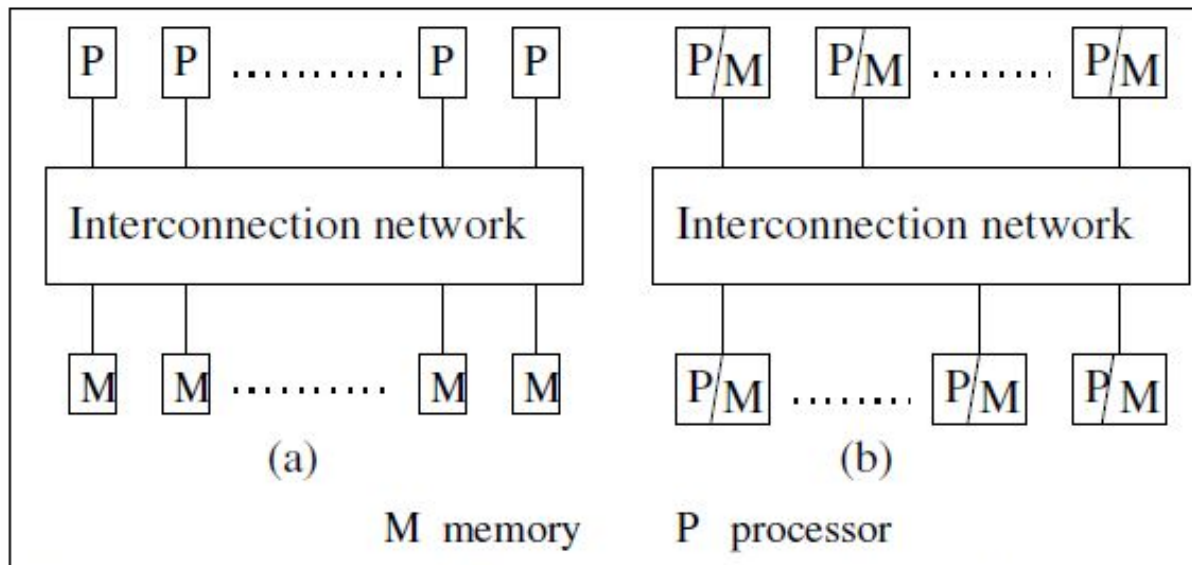 P P ............ P P
P/M P/M ........ P/M
Interconnection network
Interconnection network
M M ........... M M
P/M ........ P/M P/M
(a)
(b)
M memory P processor